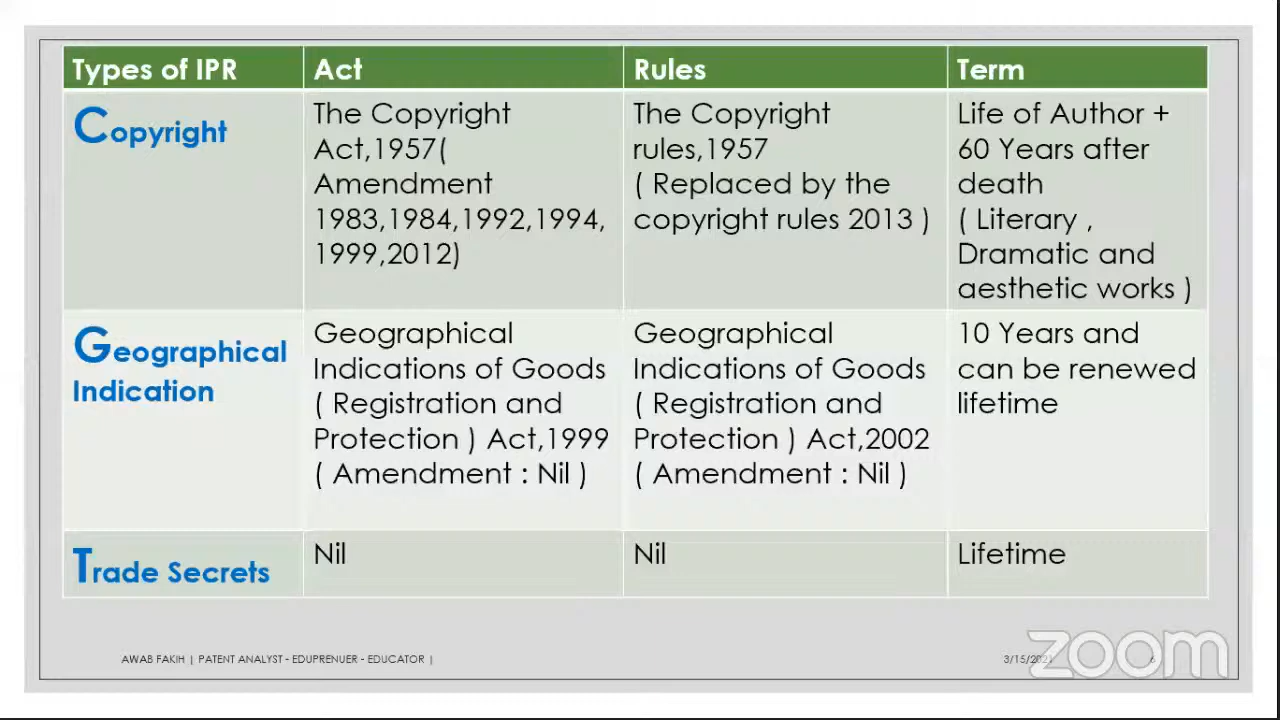 Types of IPR
Act
Rules
Term
Copyright
The Copyright
Act,1957(
Amendment
1983,1984,1992,1994,
1999,2012)
The Copyright
rules,1957
( Replaced by the
copyright rules 2013 )
Life of Author +
60 Years after
death
( Literary ,
Dramatic and
aesthetic works )
Geographical
Indication
Geographical
Indications of Goods
( Registration and
Protection ) Act,1999
( Amendment : Nil )
Geographical
Indications of Goods
( Registration and
Protection ) Act,2002
( Amendment : Nil )
10 Years and
can be renewed
lifetime
Trade Secrets
Nil
Nil
Lifetime
AWAB FAKIH | PATENT ANALYST - EDUPRENUER - EDUCATOR |
3/15/2021
6
zoom